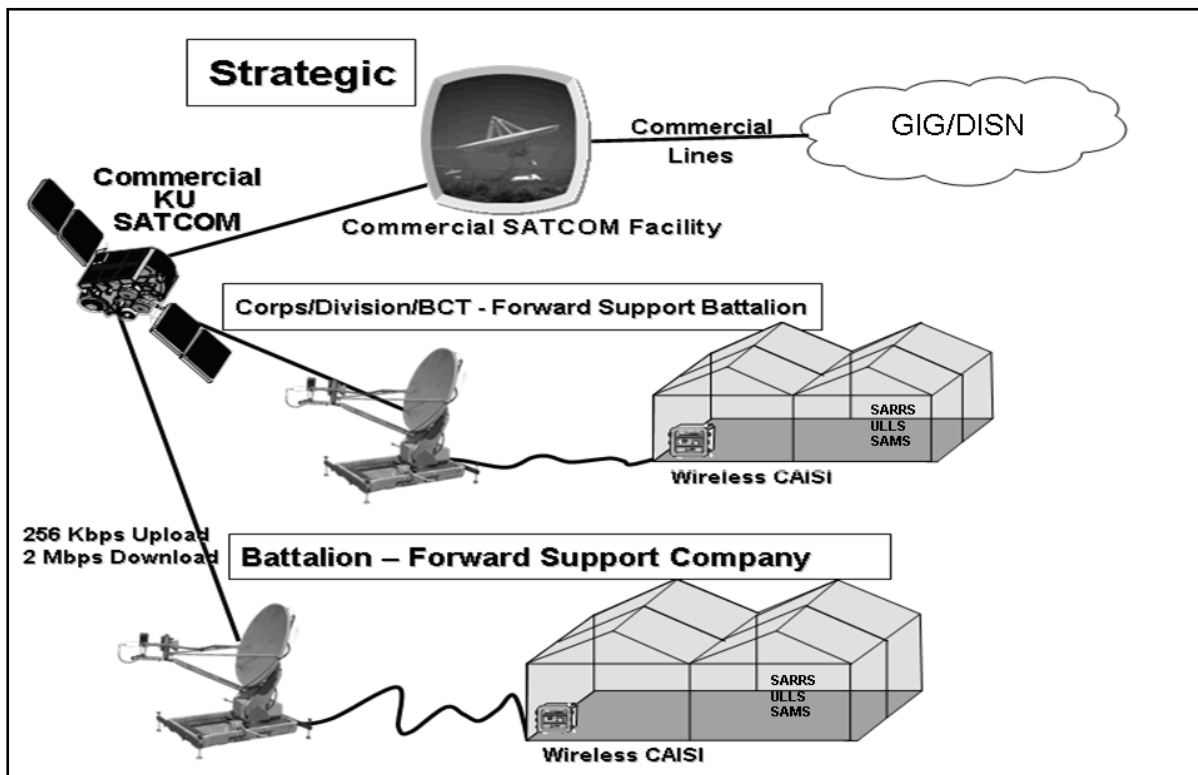 Strategic
Commercial
KU
SATCOM
Commercial
Lines
GIG/DISN
Commercial SATCOM Facility
Corps/Division/BCT - Forward Support Battalion
SARRS
ULLS
SAMS
Wireless CAISI
256 Kbps Upload
2 Mbps Download
Battalion – Forward Support Company
SARRS
ULLS
SAMS
Wireless CAISI